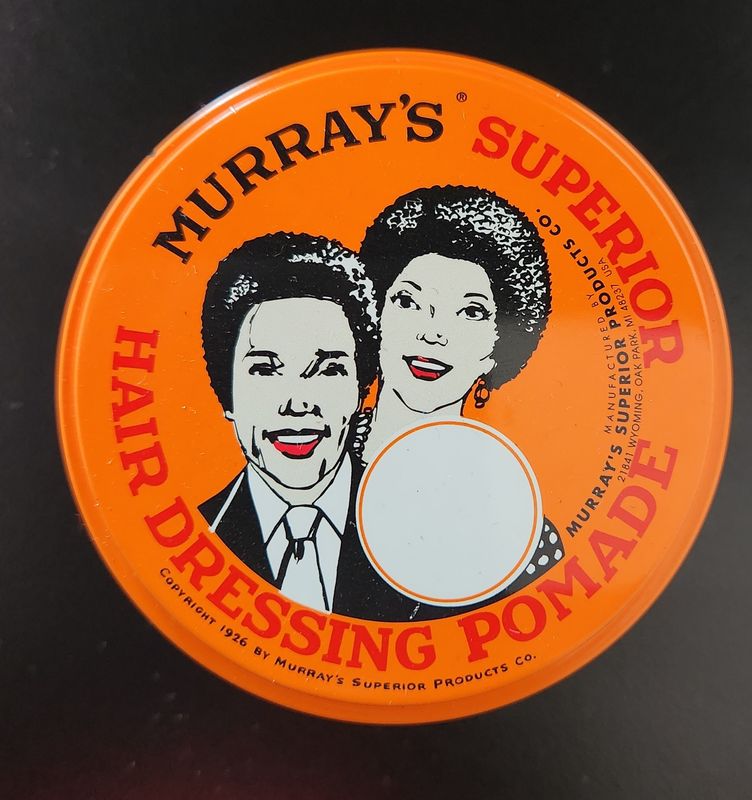 MURRAY'S® SUPERIOR
HAIR DRESSING POMADE
MANUFACTURED BY
MURRAY'S SUPERIOR PRODUCTS CO.
21841 WYOMING, OAK PARK, MI 48237 USA
COPYRIGHT 1926 BY MURRAY'S SUPERIOR PRODUCTS CO.